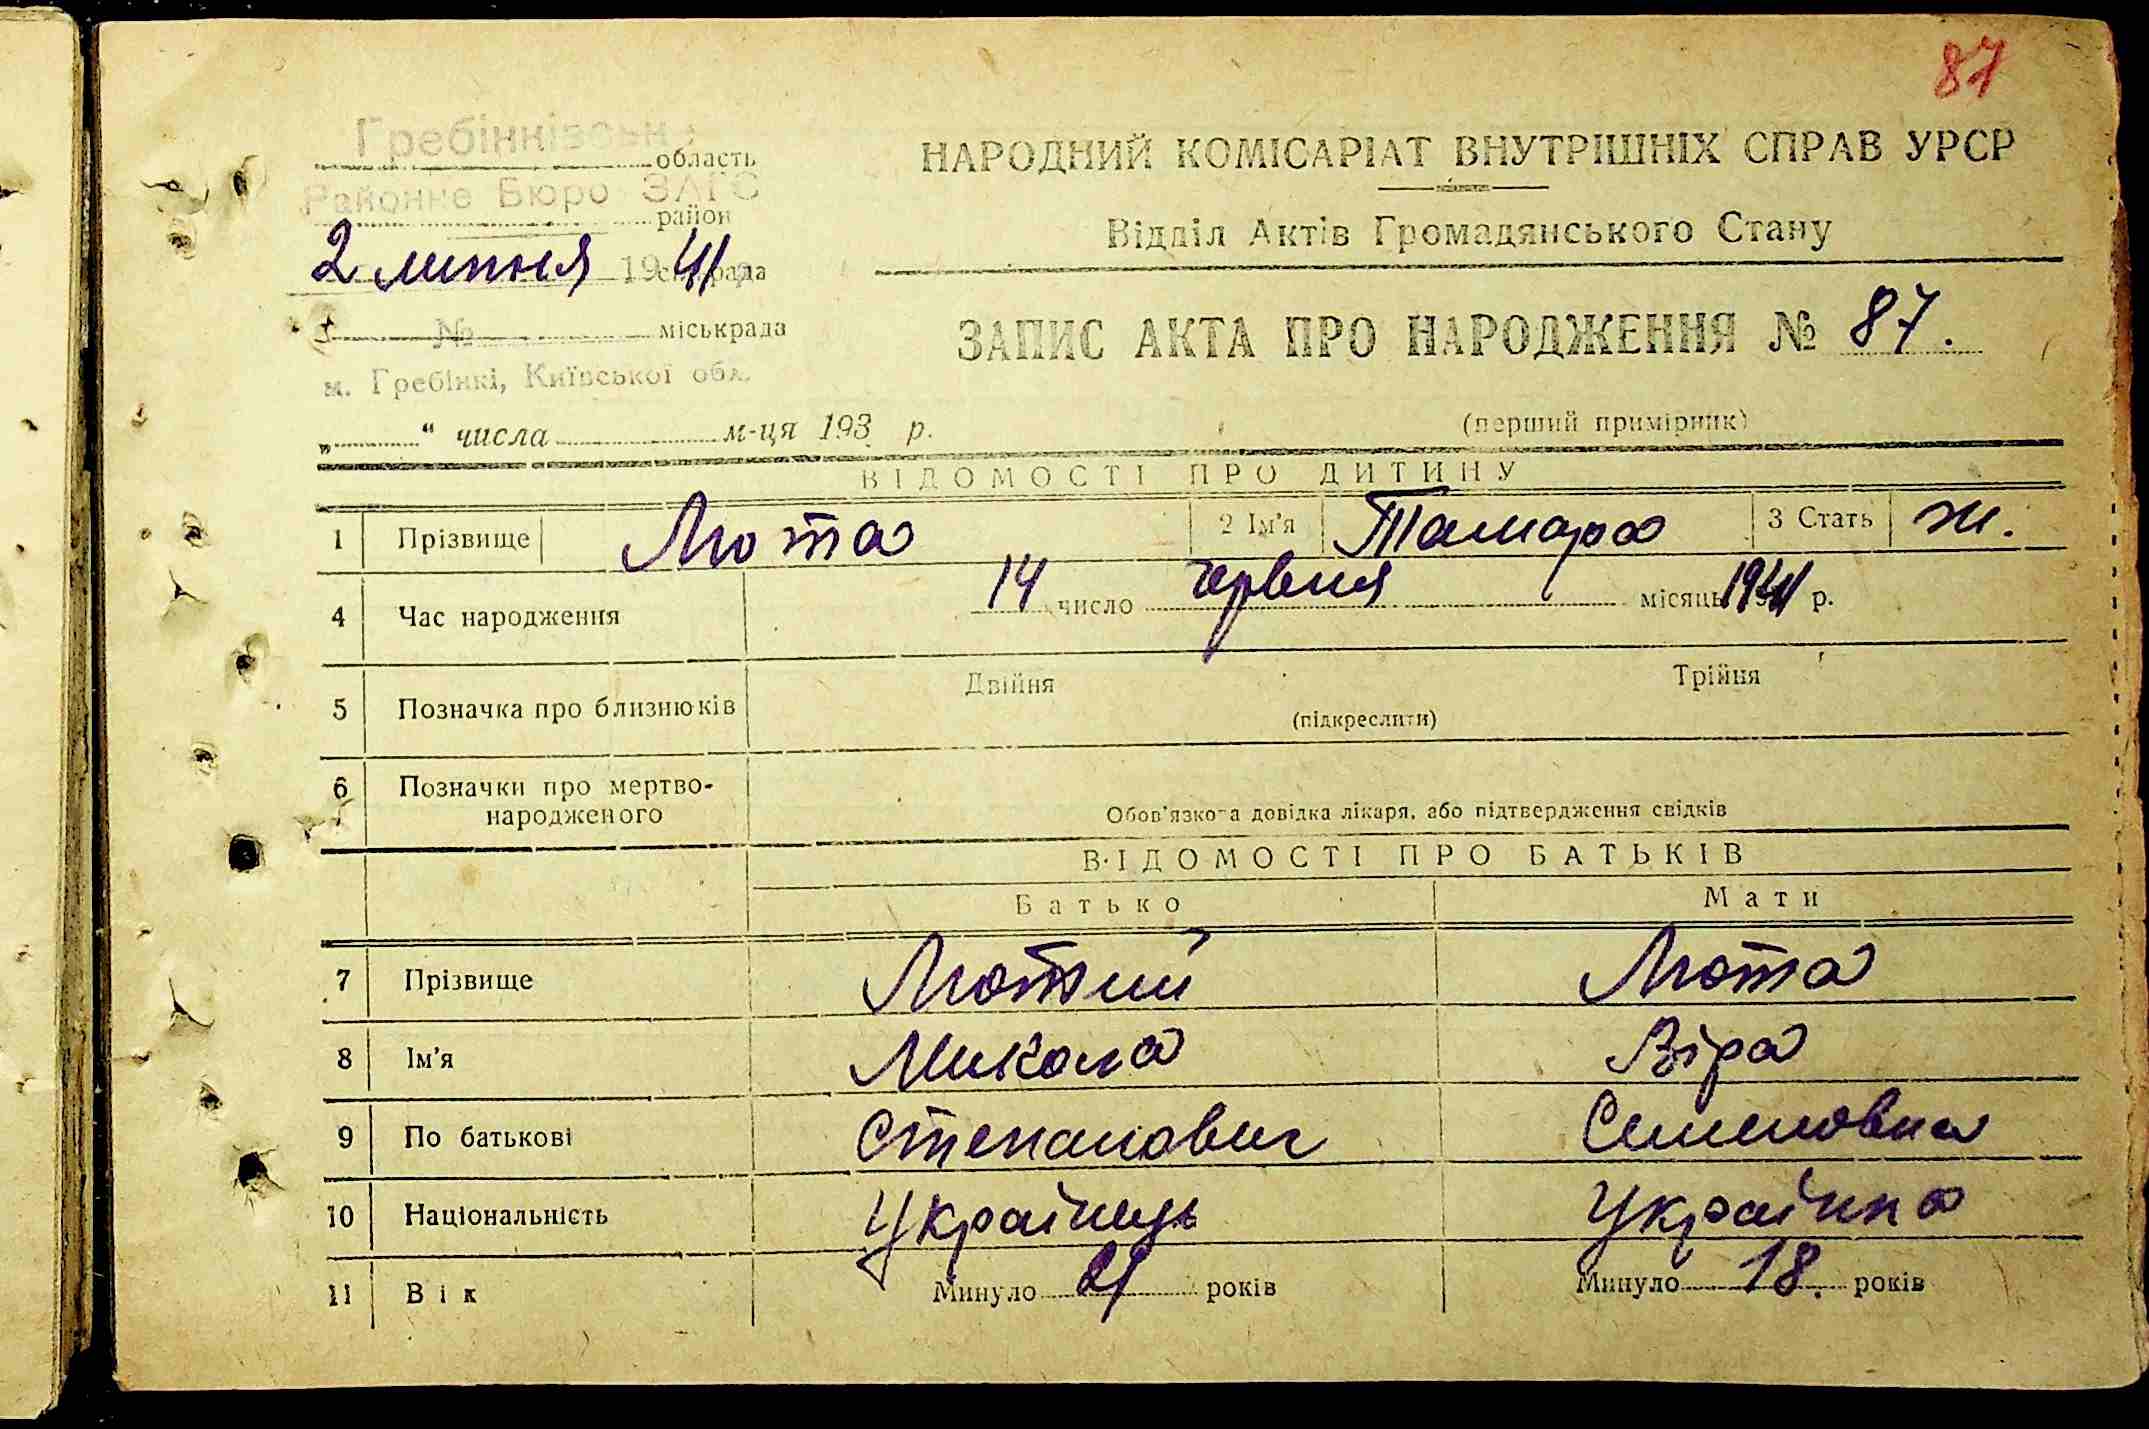 87
Гребінківськ
область
Районне Бюро ЗАГС
район
2 липня 1941
сільрада
№ міськрада
м. Гребінкі, Київської обл.
„ “ числа м-ця 193 р.
НАРОДНИЙ КОМІСАРІАТ ВНУТРІШНІХ СПРАВ УРСР
Відділ Актів Громадянського Стану
ЗАПИС АКТА ПРО НАРОДЖЕННЯ № 87.
(перший примірник)
ВІДОМОСТІ ПРО ДИТИНУ
1 Прізвище Люта 2 Ім’я Тамара 3 Стать ж.
4 Час народження 14 число червня місяць 1941 р.
5 Позначка про близнюків Двійня Трійня
(підкреслити)
6 Позначки про мертво-
народженого
Обов’язкова довідка лікаря, або підтвердження свідків
ВІДОМОСТІ ПРО БАТЬКІВ
Батько Мати
7 Прізвище Лютий Люта
8 Ім’я Микола Віра
9 По батькові Степанович Семеновна
10 Національність Українець Українка
11 Вік Минуло 21 років Минуло 18. років